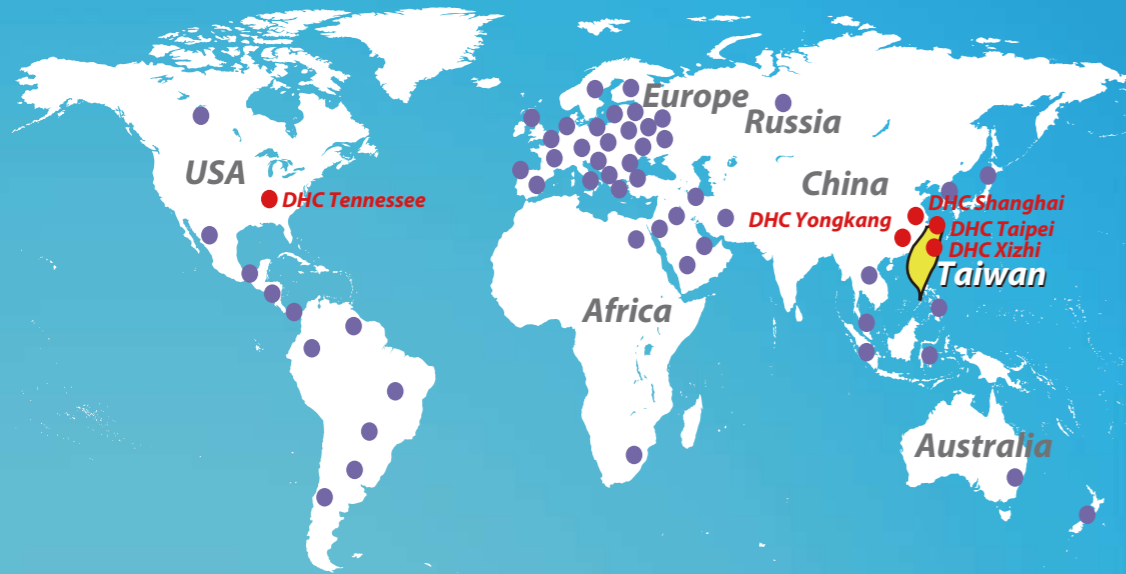 Europe
Russia
USA
China
DHC Tennessee
DHC Shanghai
DHC Yongkang
DHC Taipei
DHC Xizhi
Taiwan
Africa
Australia